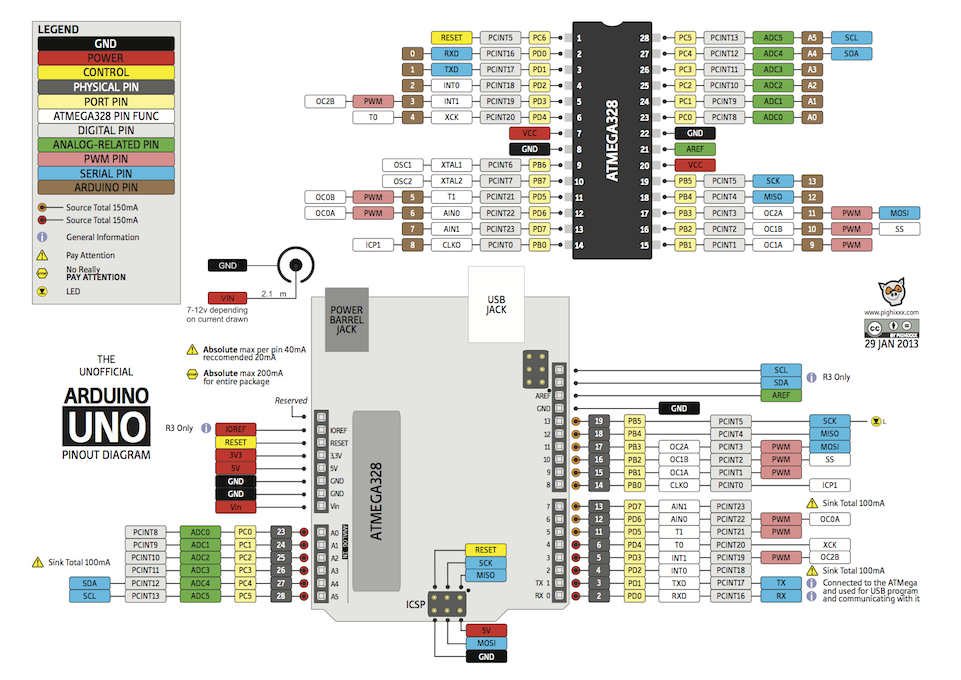 LEGEND
GND
POWER
CONTROL
PHYSICAL PIN
PORT PIN
ATMEGA328 PIN FUNC
DIGITAL PIN
ANALOG-RELATED PIN
PWM PIN
SERIAL PIN
ARDUINO PIN
Source Total 150mA
Source Total 150mA
General Information
Pay Attention
No Really
PAY ATTENTION
LED
RESET PCINT5 PC6 1
0 RXD PCINT16 PD0 2
1 TXD PCINT17 PD1 3
2 INT0 PCINT18 PD2 4
OC2B PWM 3 INT1 PCINT19 PD3 5
T0 4 XCK PCINT20 PD4 6
VCC 7
GND 8
OSC1 XTAL1 PCINT6 PB6 9
OSC2 XTAL2 PCINT7 PB7 10
OC0B PWM 5 T1 PCINT21 PD5 11
OC0A PWM 6 AIN0 PCINT22 PD6 12
7 AIN1 PCINT23 PD7 13
ICP1 8 CLKO PCINT0 PB0 14
ATMEGA328
28 PC5 PCINT13 ADC5 A5 SCL
27 PC4 PCINT12 ADC4 A4 SDA
26 PC3 PCINT11 ADC3 A3
25 PC2 PCINT10 ADC2 A2
24 PC1 PCINT9 ADC1 A1
23 PC0 PCINT8 ADC0 A0
22 GND
21 AREF
20 VCC
19 PB5 PCINT5 SCK 13
18 PB4 PCINT4 MISO 12
17 PB3 PCINT3 OC2A 11 PWM MOSI
16 PB2 PCINT2 OC1B 10 PWM SS
15 PB1 PCINT1 OC1A 9 PWM
GND
VIN
2.1 m
7-12v depending
on current drawn
POWER
BARREL
JACK
USB
JACK
www.pighixxx.com
cc
BY PIGHIXXX
29 JAN 2013
THE
UNOFFICIAL
ARDUINO
UNO
PINOUT DIAGRAM
Absolute max per pin 40mA
reccomended 20mA
Absolute max 200mA
for entire package
Reserved
R3 Only
IOREF IOREF
RESET RESET
3V3 3,3V
5V 5V
GND GND
GND GND
Vin Vin
PCINT8 ADC0 PC0 23 A0
PCINT9 ADC1 PC1 24 A1
PCINT10 ADC2 PC2 25 A2
PCINT11 ADC3 PC3 26 A3
SDA PCINT12 ADC4 PC4 27 A4
SCL PCINT13 ADC5 PC5 28 A5
Sink Total 100mA
ANALOG IN
ATMEGA328
SCL
SDA
R3 Only
AREF AREF
GND GND
13 19 PB5 PCINT5 SCK L
12 18 PB4 PCINT4 MISO
11 17 PB3 OC2A PCINT3 PWM MOSI
10 16 PB2 OC1B PCINT2 PWM SS
9 15 PB1 OC1A PCINT1 PWM
8 14 PB0 CLKO PCINT0 ICP1
Sink Total 100mA
7 13 PD7 AIN1 PCINT23
6 12 PD6 AIN0 PCINT22 PWM OC0A
5 11 PD5 T1 PCINT21 PWM
4 6 PD4 T0 PCINT20 XCK
3 5 PD3 INT1 PCINT19 PWM OC2B
2 4 PD2 INT0 PCINT18
Sink Total 100mA
TX 1 3 PD1 TXD PCINT17 TX
RX 0 2 PD0 RXD PCINT16 RX
Connected to the ATMega
and used for USB program
and communicating with it
RESET
SCK
MISO
ICSP
5V
MOSI
GND